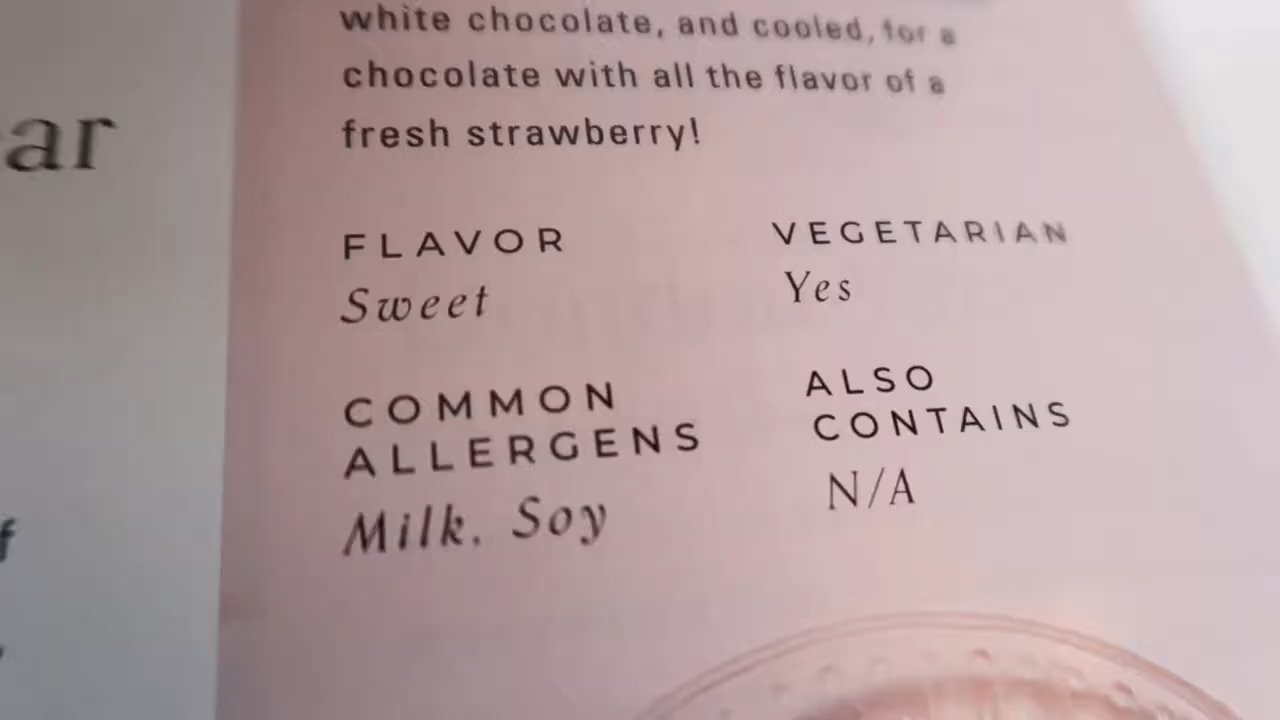 white chocolate, and cooled, for a
chocolate with all the flavor of a
fresh strawberry!
ar
FLAVOR
Sweet
VEGETARIAN
Yes
COMMON
ALLERGENS
Milk, Soy
ALSO
CONTAINS
N/A
f